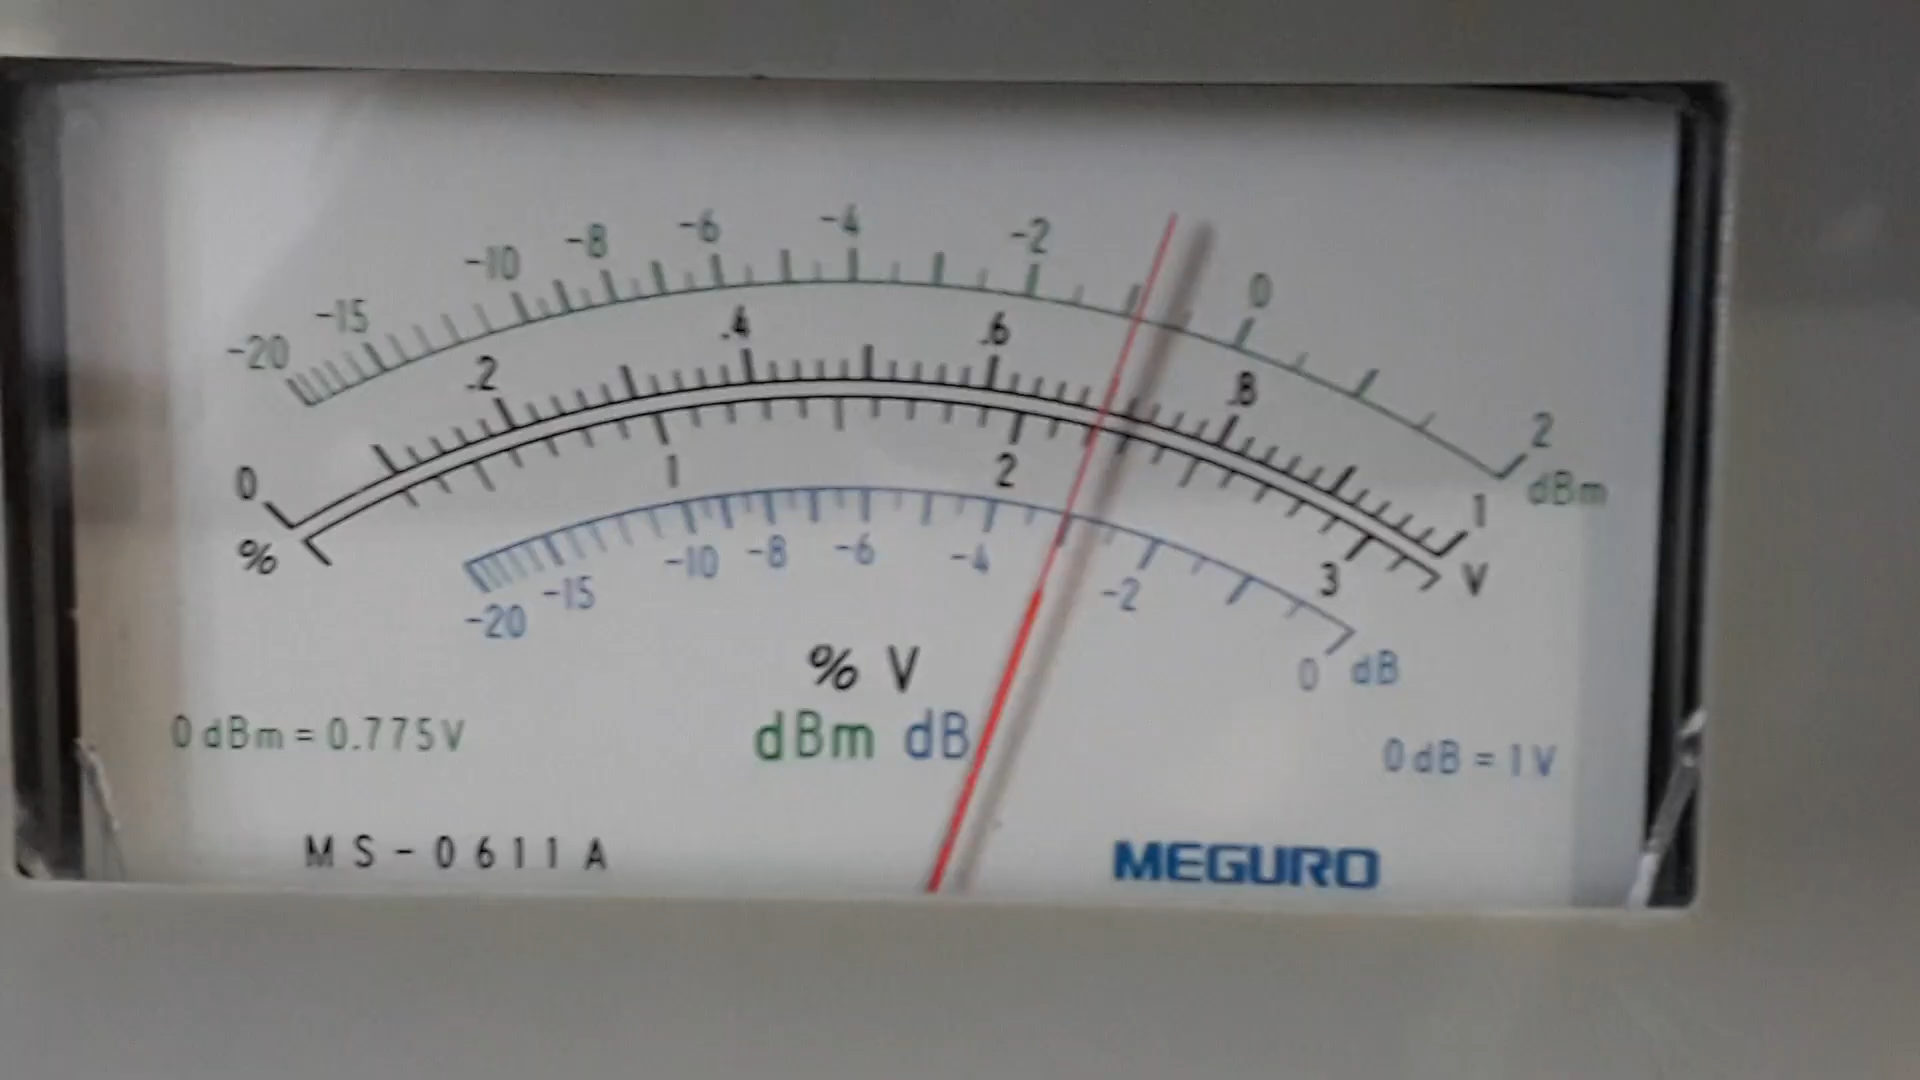 -20 -15 -10 -8 -6 -4 -2 0 2 dBm
0 .2 .4 .6 .8 1 V
% 1 2 3
-20 -15 -10 -8 -6 -4 -2 0 dB
% V
dBm dB
0 dBm = 0.775V
0 dB = 1V
MS-0611A
MEGURO